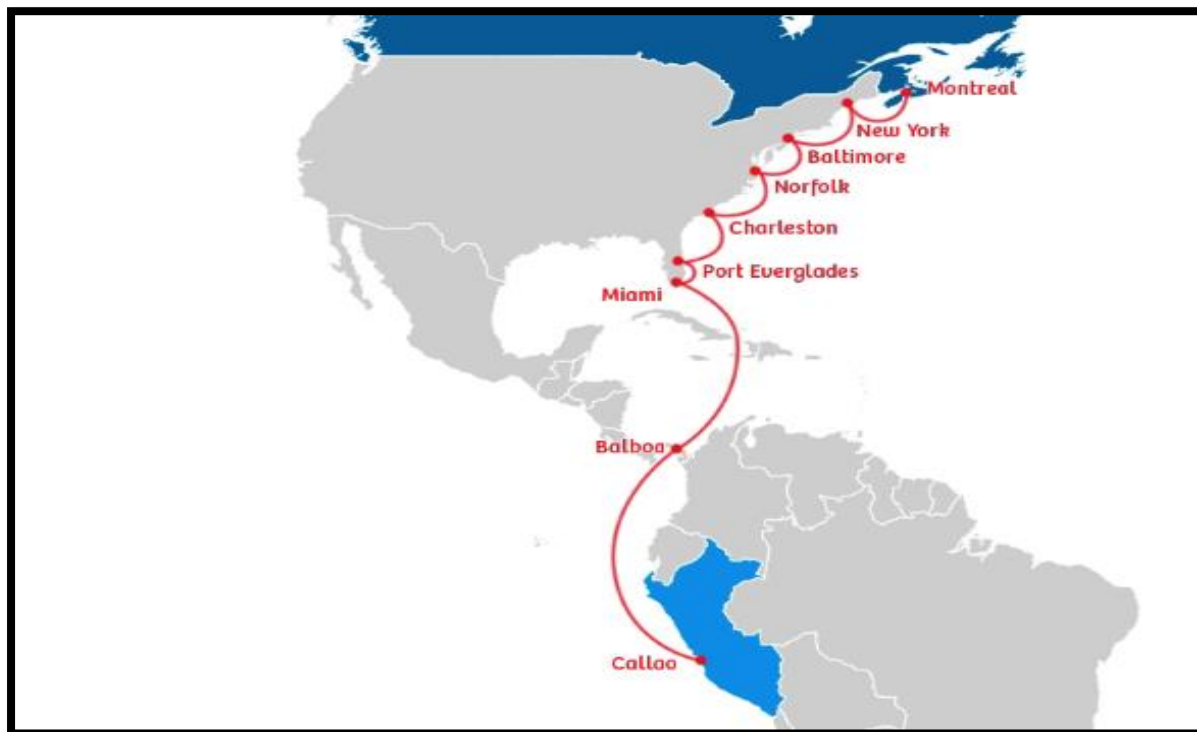 Montreal
New York
Baltimore
Norfolk
Charleston
Port Everglades
Miami
Balboa
Callao